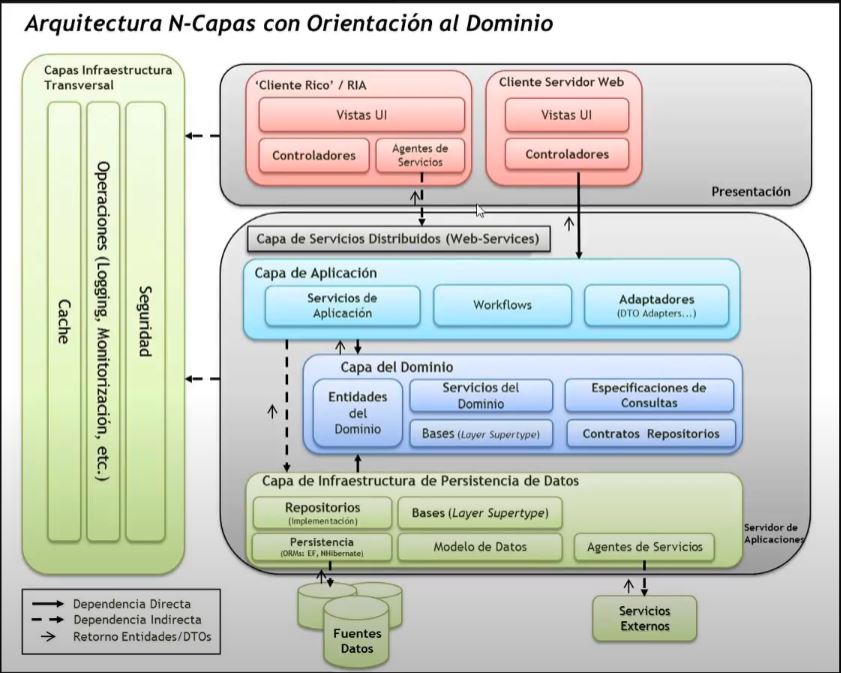 Arquitectura N-Capas con Orientación al Dominio
Capas Infraestructura
Transversal
Cache
Operaciones (Logging, Monitorización, etc.)
Seguridad
‘Cliente Rico’ / RIA
Vistas UI
Controladores
Agentes de
Servicios
Cliente Servidor Web
Vistas UI
Controladores
Presentación
Capa de Servicios Distribuidos (Web-Services)
Capa de Aplicación
Servicios de
Aplicación
Workflows
Adaptadores
(DTO Adapters...)
Capa del Dominio
Entidades
del
Dominio
Servicios del
Dominio
Especificaciones de
Consultas
Bases (Layer Supertype)
Contratos Repositorios
Capa de Infraestructura de Persistencia de Datos
Repositorios
(Implementación)
Bases (Layer Supertype)
Persistencia
(ORMs: EF, NHibernate)
Modelo de Datos
Agentes de Servicios
Servidor de
Aplicaciones
Dependencia Directa
Dependencia Indirecta
Retorno Entidades/DTOs
Fuentes
Datos
Servicios
Externos